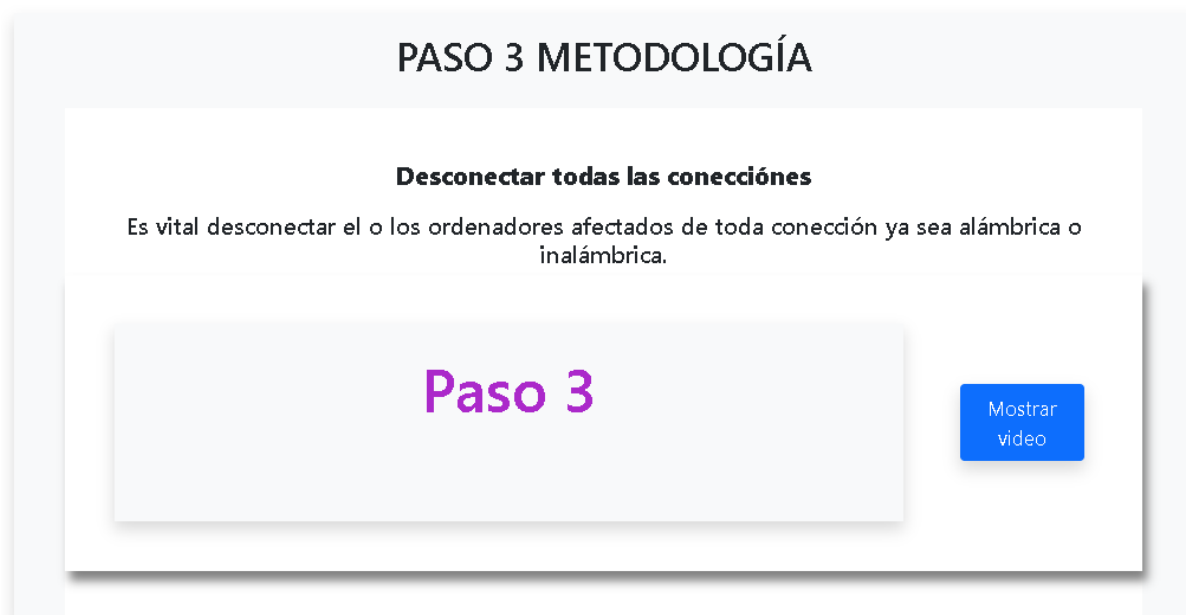 PASO 3 METODOLOGÍA
Desconectar todas las conecciónes
Es vital desconectar el o los ordenadores afectados de toda conección ya sea alámbrica o
inalámbrica.
Paso 3
Mostrar
video